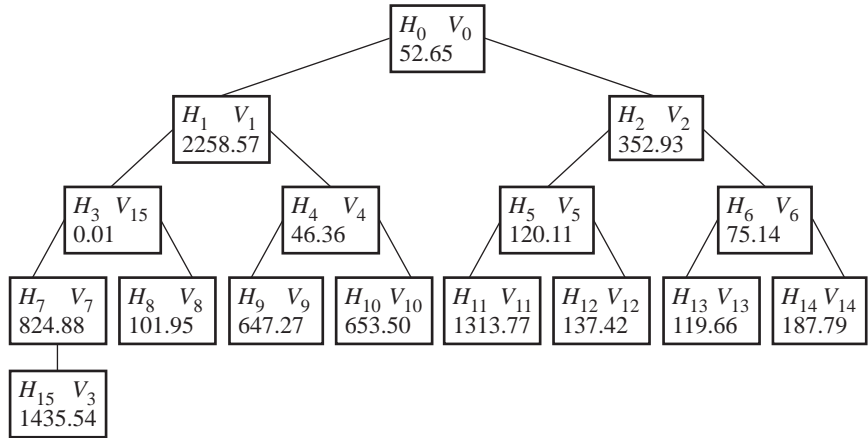 H₀ V₀
52.65
H₁ V₁
2258.57
H₂ V₂
352.93
H₃ V₁₅
0.01
H₄ V₄
46.36
H₅ V₅
120.11
H₆ V₆
75.14
H₇ V₇
824.88
H₈ V₈
101.95
H₉ V₉
647.27
H₁₀ V₁₀
653.50
H₁₁ V₁₁
1313.77
H₁₂ V₁₂
137.42
H₁₃ V₁₃
119.66
H₁₄ V₁₄
187.79
H₁₅ V₃
1435.54